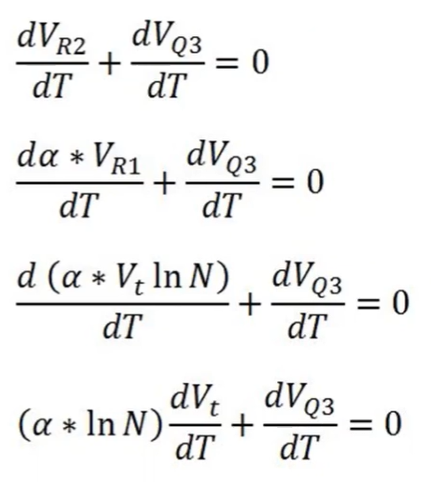 dV_{R2}/dT + dV_{Q3}/dT = 0
dα * V_{R1}/dT + dV_{Q3}/dT = 0
d (α * V_t ln N)/dT + dV_{Q3}/dT = 0
(α * ln N) dV_t/dT + dV_{Q3}/dT = 0